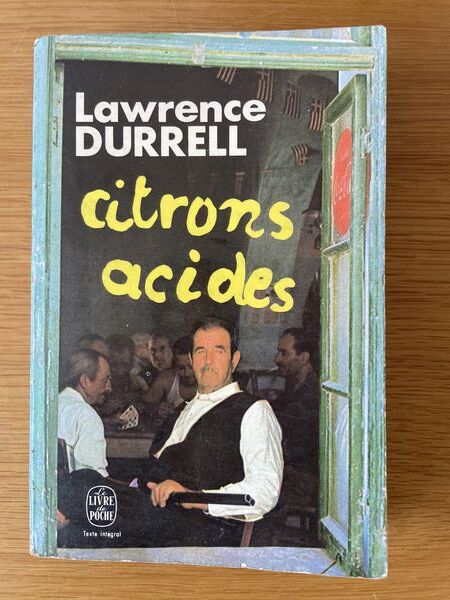 Lawrence
DURRELL
citrons
acides
Le
LIVRE
de
POCHE
Texte intégral